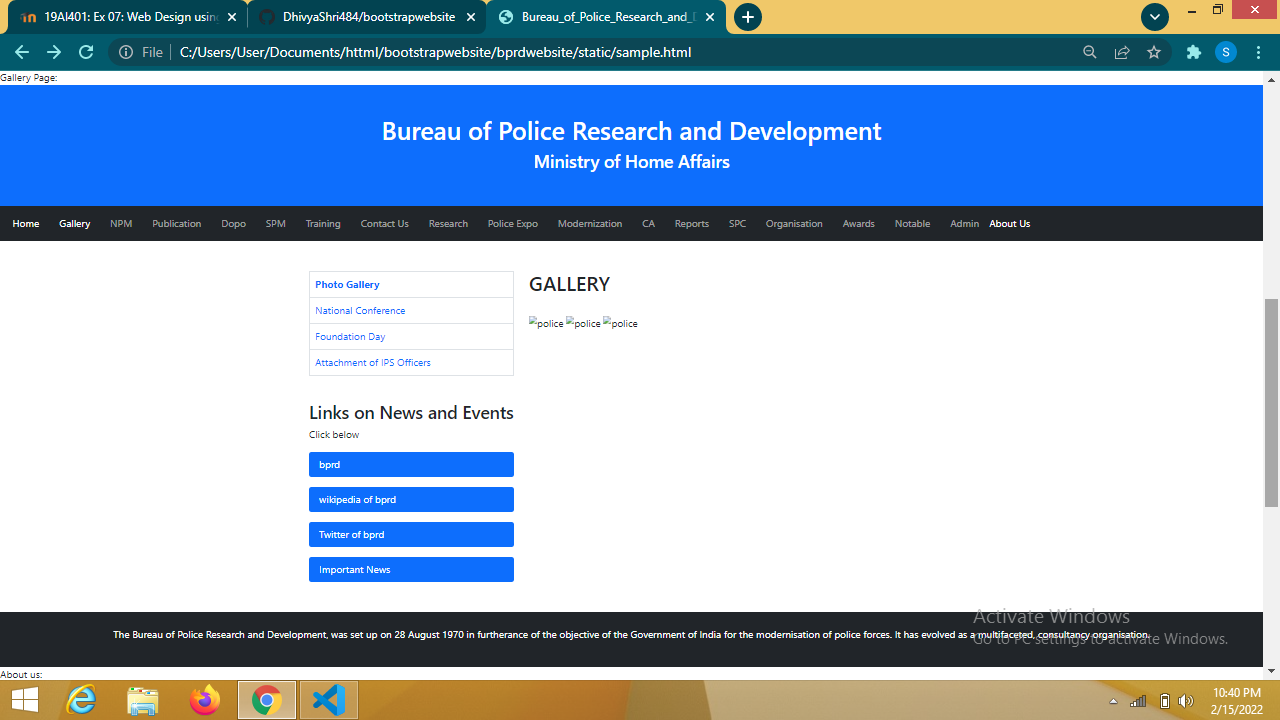 19AI401: Ex 07: Web Design usin
DhivyaShri484/bootstrapwebsite
Bureau_of_Police_Research_and_
File
C:/Users/User/Documents/httml/bootstrapwebsite/bprdwebsite/static/sample.html
S
Gallery Page:
Bureau of Police Research and Development
Ministry of Home Affairs
Home Gallery NPM Publication Dopo SPM Training Contact Us Research Police Expo Modernization CA Reports SPC Organisation Awards Notable Admin About Us
Photo Gallery
National Conference
Foundation Day
Attachment of IPS Officers
GALLERY
police police police
Links on News and Events
Click below
bprd
wikipedia of bprd
Twitter of bprd
Important News
Activate Windows
Go to PC settings to activate Windows.
The Bureau of Police Research and Development, was set up on 28 August 1970 in furtherance of the objective of the Government of India for the modernisation of police forces. It has evolved as a multifaceted, consultancy organisation.
About us:
10:40 PM
2/15/2022